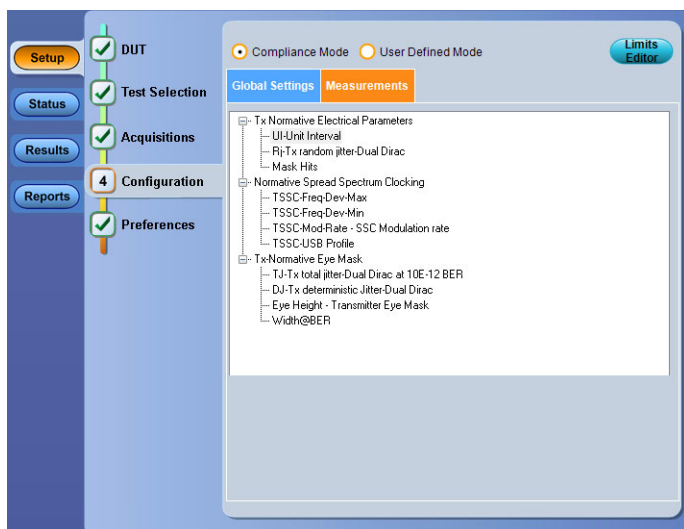 Setup
Status
Results
Reports
DUT
Test Selection
Acquisitions
4 Configuration
Preferences
Compliance Mode User Defined Mode
Limits
Editor
Global Settings Measurements
Tx Normative Electrical Parameters
UI-Unit Interval
Rj-Tx random jitter-Dual Dirac
Mask Hits
Normative Spread Spectrum Clocking
TSSC-Freq-Dev-Max
TSSC-Freq-Dev-Min
TSSC-Mod-Rate - SSC Modulation rate
TSSC-USB Profile
Tx-Normative Eye Mask
TJ-Tx total jitter-Dual Dirac at 10E-12 BER
DJ-Tx deterministic Jitter-Dual Dirac
Eye Height - Transmitter Eye Mask
Width@BER